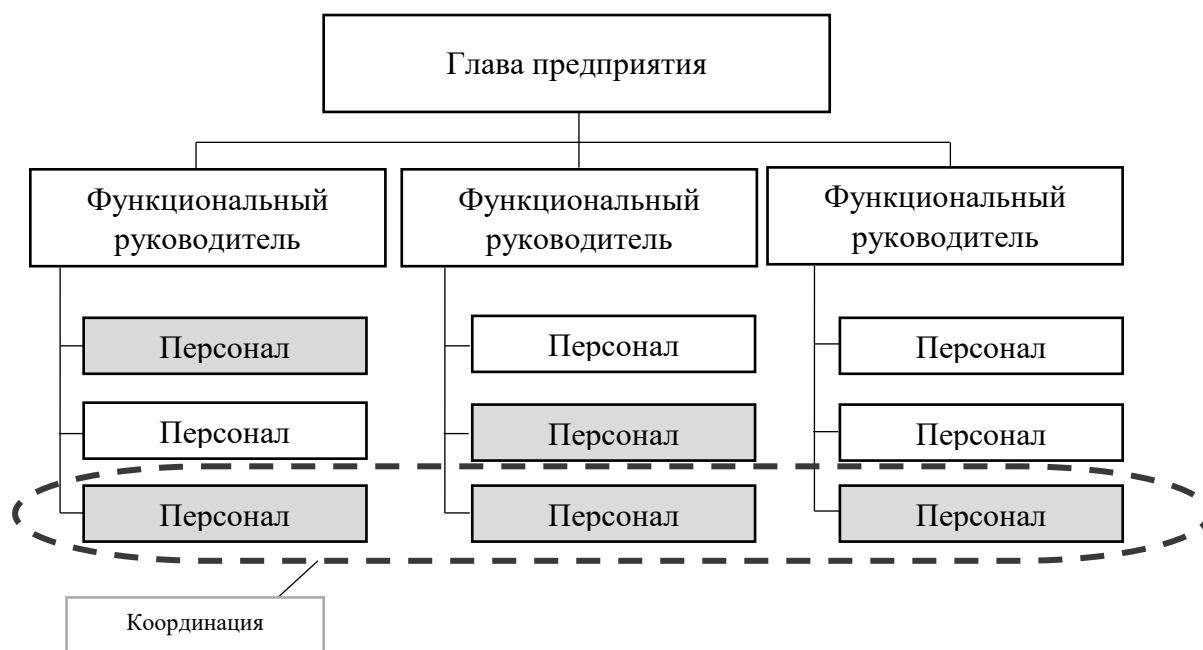 Глава предприятия
Функциональный
руководитель
Функциональный
руководитель
Функциональный
руководитель
Персонал
Персонал
Персонал
Персонал
Персонал
Персонал
Персонал
Персонал
Персонал
Координация